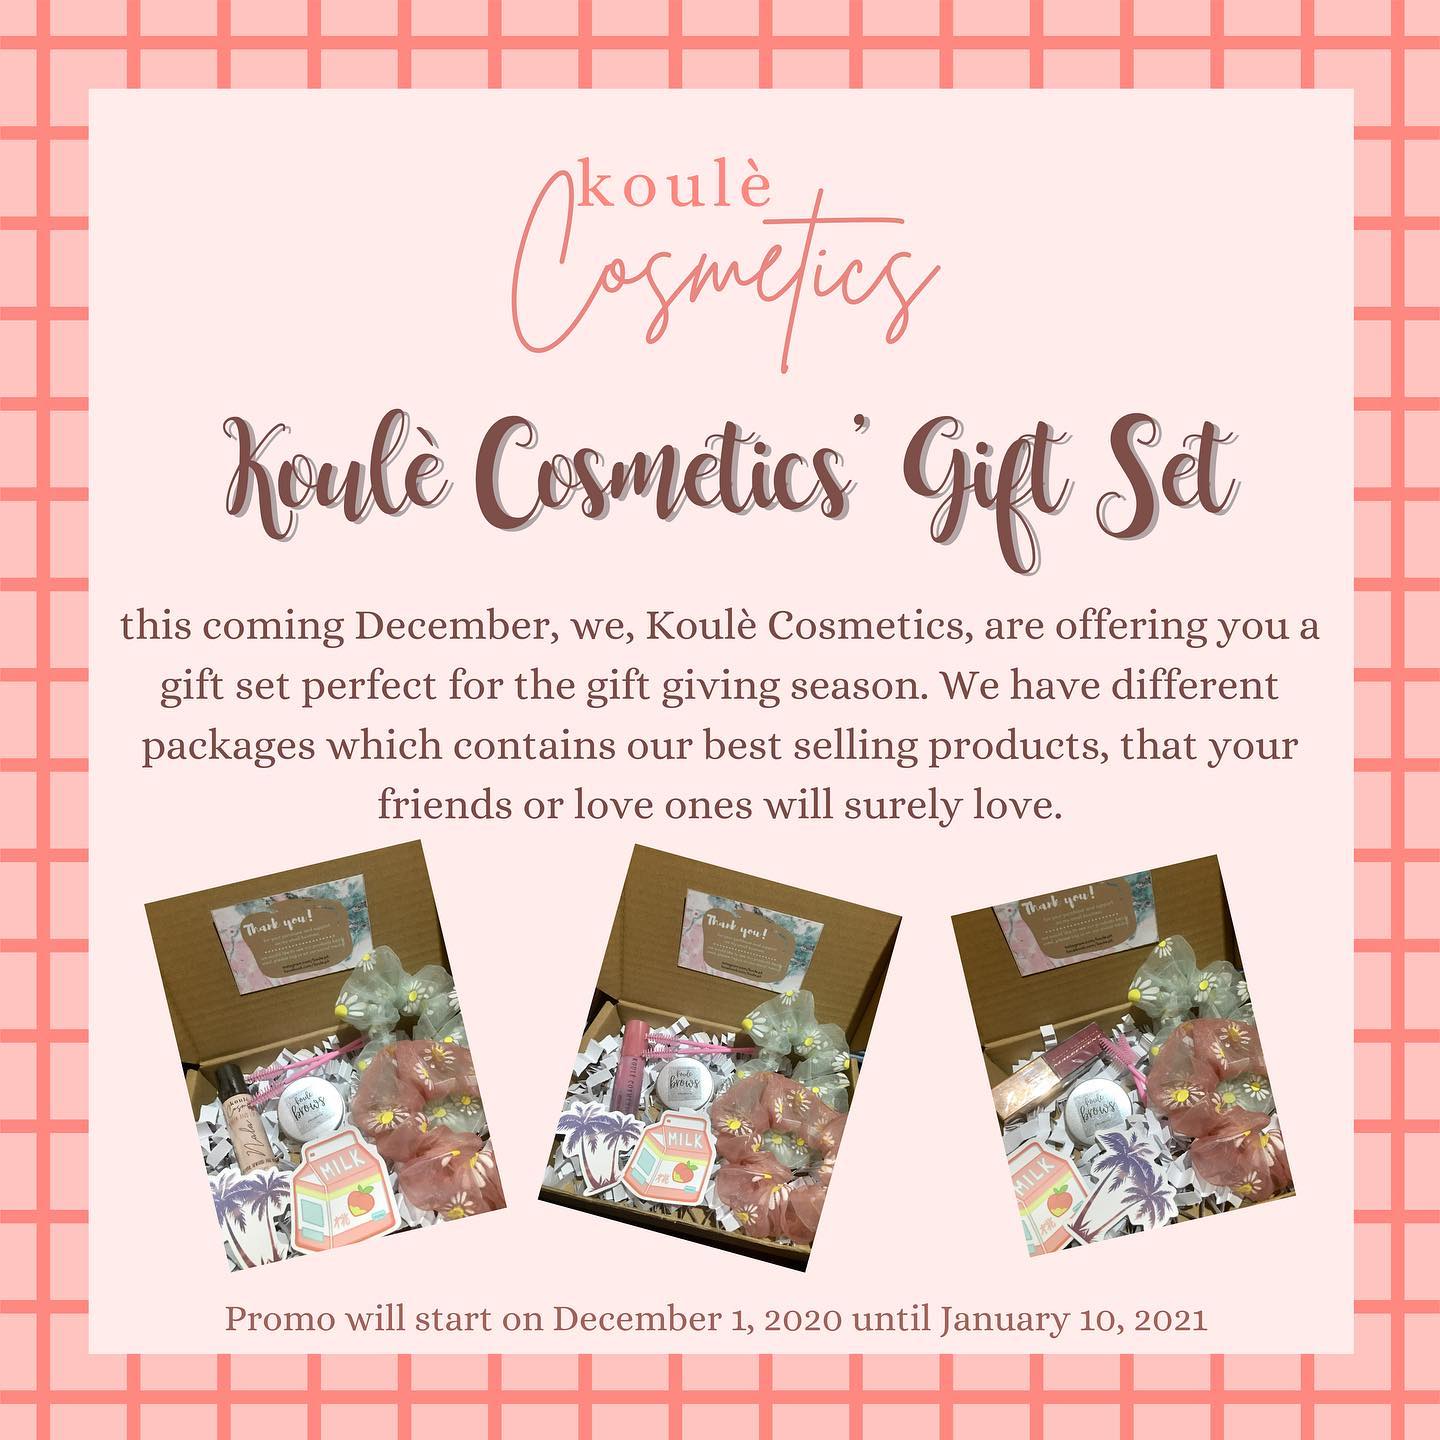 koulè
Cosmetics
Koulè Cosmetics' Gift Set
this coming December, we, Koulè Cosmetics, are offering you a
gift set perfect for the gift giving season. We have different
packages which contains our best selling products, that your
friends or love ones will surely love.
Thank you!
koulè
brows
Nala
MILK
桃
Thank you!
koulè
brows
MILK
Thank you!
koulè
brows
MILK
Promo will start on December 1, 2020 until January 10, 2021